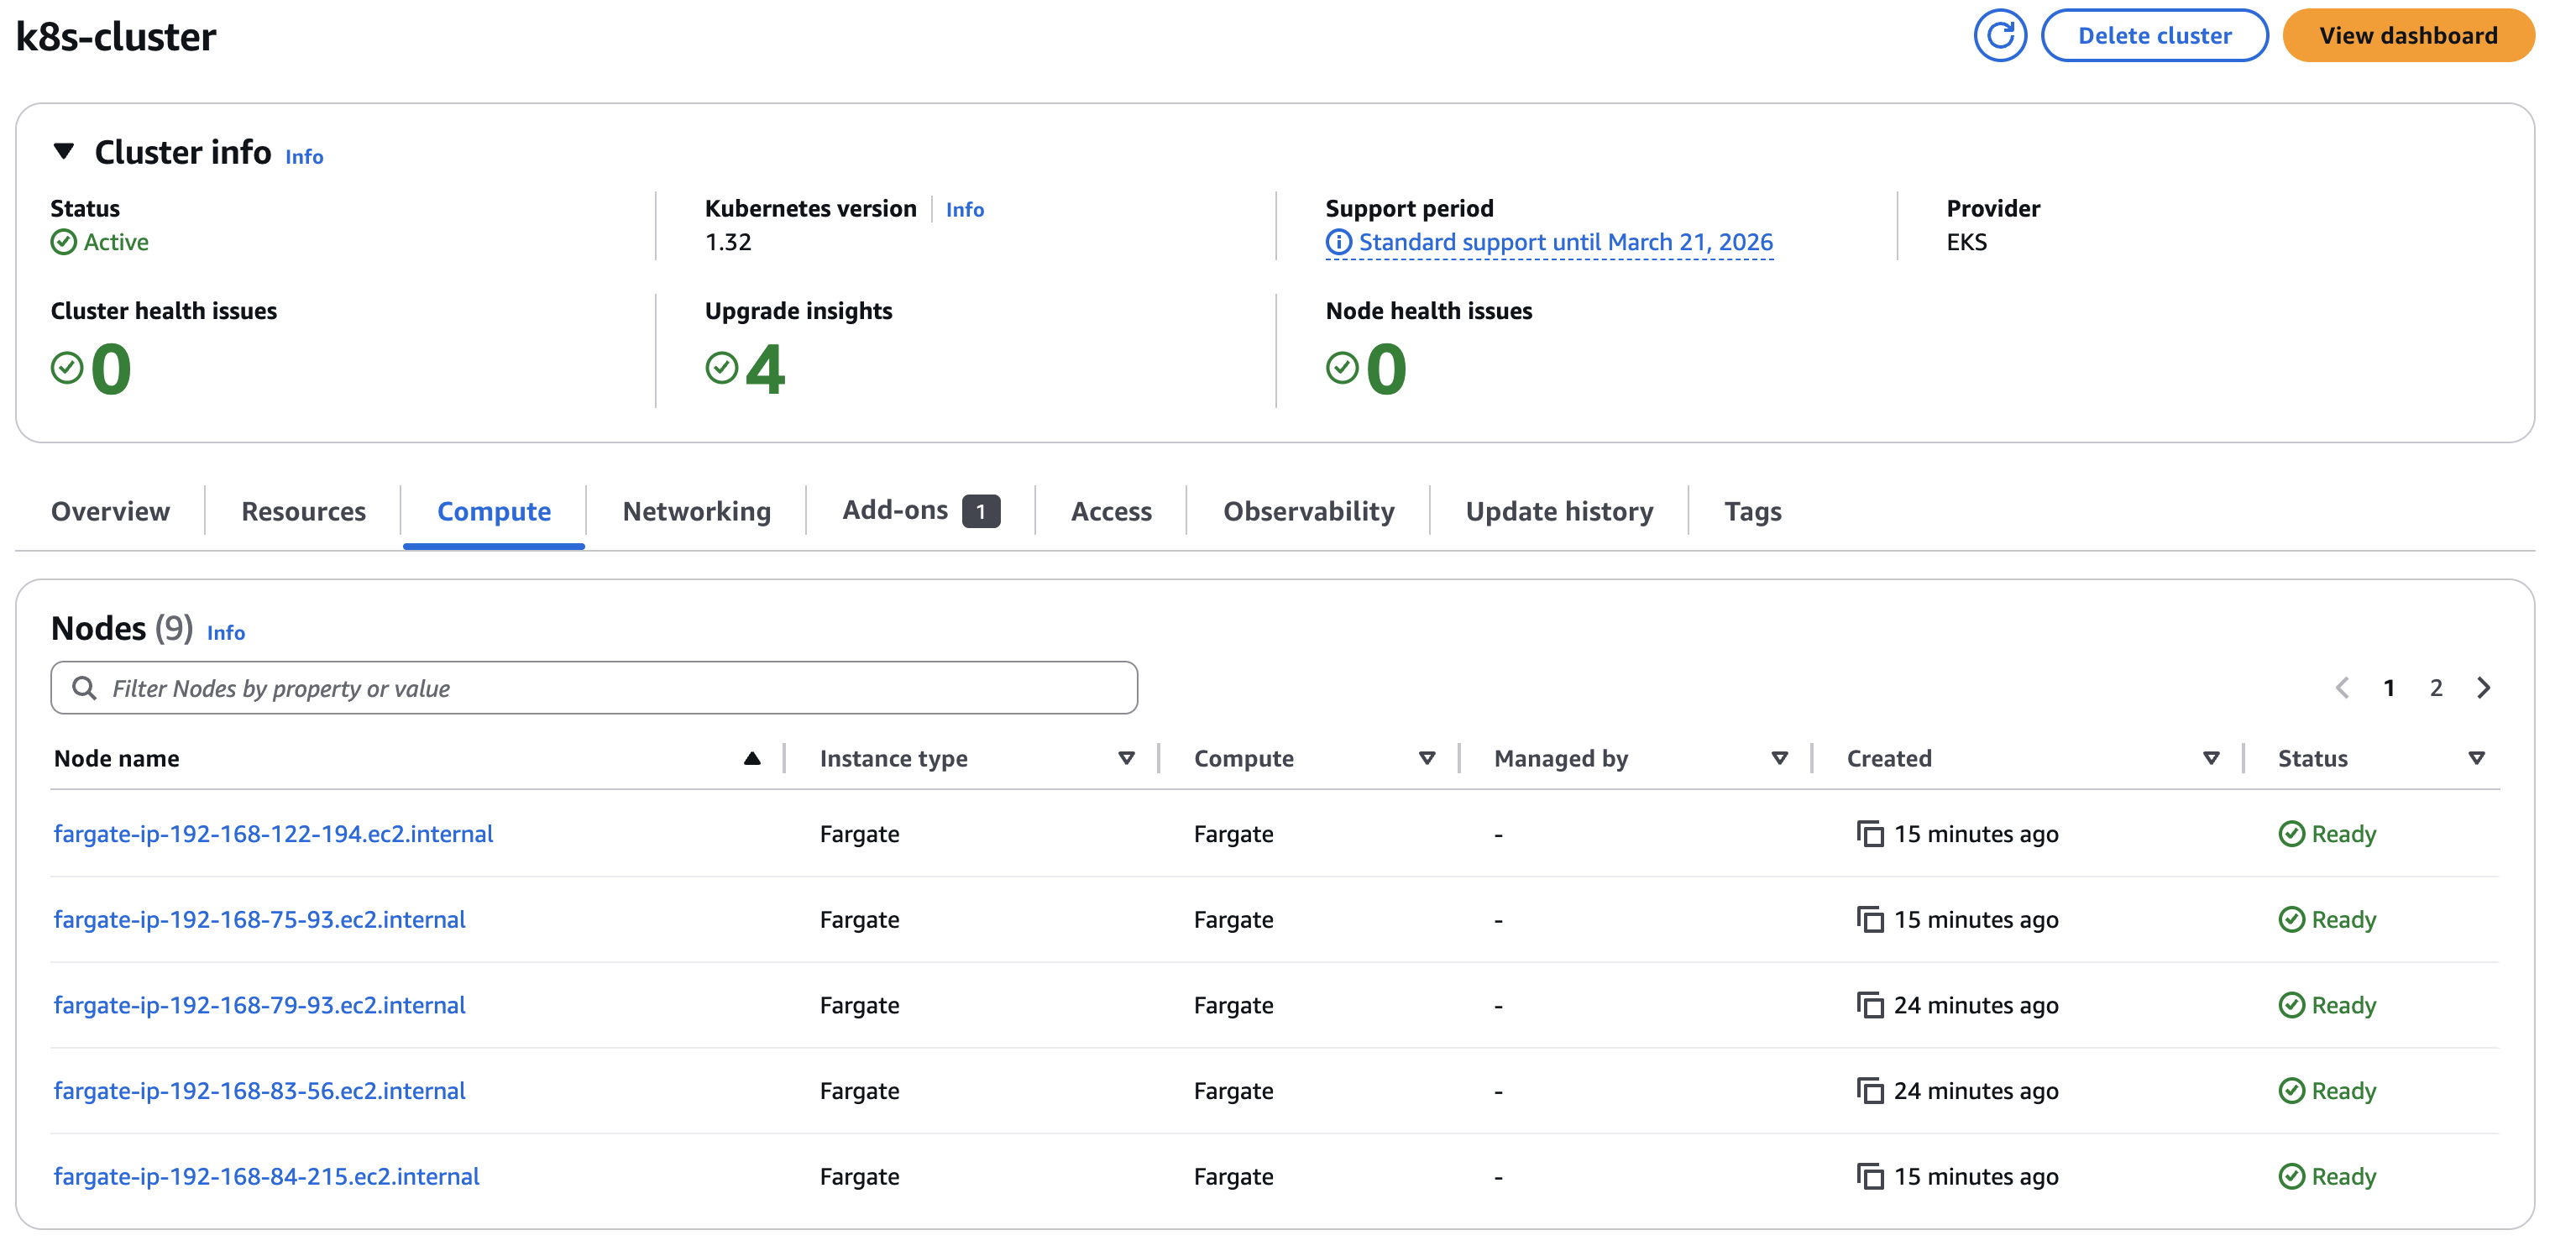 k8s-cluster
Delete cluster
View dashboard
Cluster info Info
Status
Active
Kubernetes version Info
1.32
Support period
Standard support until March 21, 2026
Provider
EKS
Cluster health issues
0
Upgrade insights
4
Node health issues
0
Overview Resources Compute Networking Add-ons 1 Access Observability Update history Tags
Nodes (9) Info
Filter Nodes by property or value
1 2
Node name Instance type Compute Managed by Created Status
fargate-ip-192-168-122-194.ec2.internal Fargate Fargate - 15 minutes ago Ready
fargate-ip-192-168-75-93.ec2.internal Fargate Fargate - 15 minutes ago Ready
fargate-ip-192-168-79-93.ec2.internal Fargate Fargate - 24 minutes ago Ready
fargate-ip-192-168-83-56.ec2.internal Fargate Fargate - 24 minutes ago Ready
fargate-ip-192-168-84-215.ec2.internal Fargate Fargate - 15 minutes ago Ready